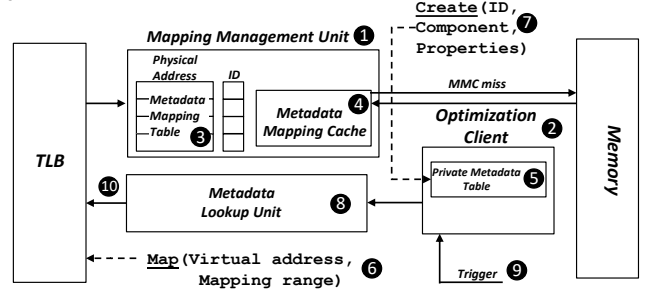 Create(ID,
Component, 7
Properties)
Mapping Management Unit 1
Physical
Address
ID
Metadata
Mapping
Table 3
Metadata
Mapping Cache
4
MMC miss
Optimization
Client 2
TLB
Memory
Private Metadata
Table 5
10
Metadata
Lookup Unit
8
Map(Virtual address,
Mapping range)
6
Trigger 9